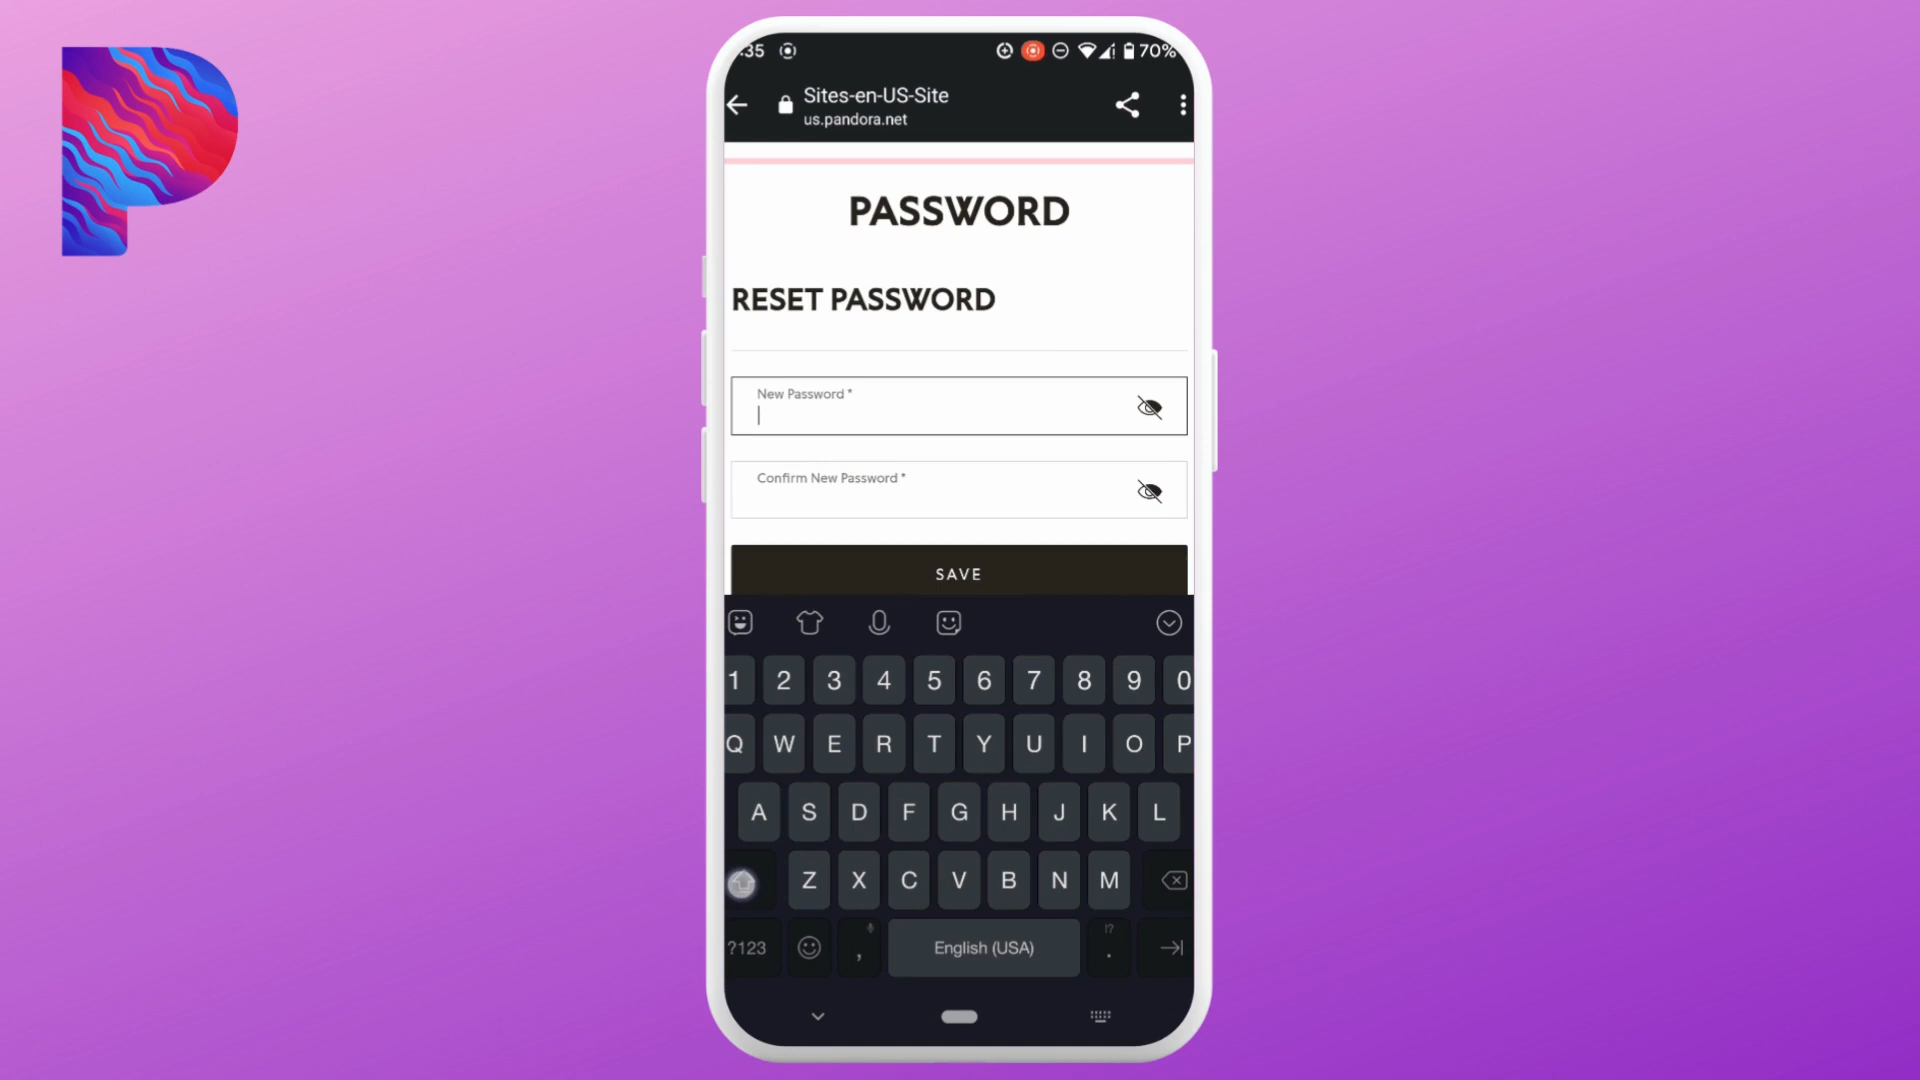 :35 70%
Sites-en-US-Site
us.pandora.net
PASSWORD
RESET PASSWORD
New Password *
Confirm New Password *
SAVE
1 2 3 4 5 6 7 8 9 0
Q W E R T Y U I O P
A S D F G H J K L
Z X C V B N M
?123 , English (USA) !? .